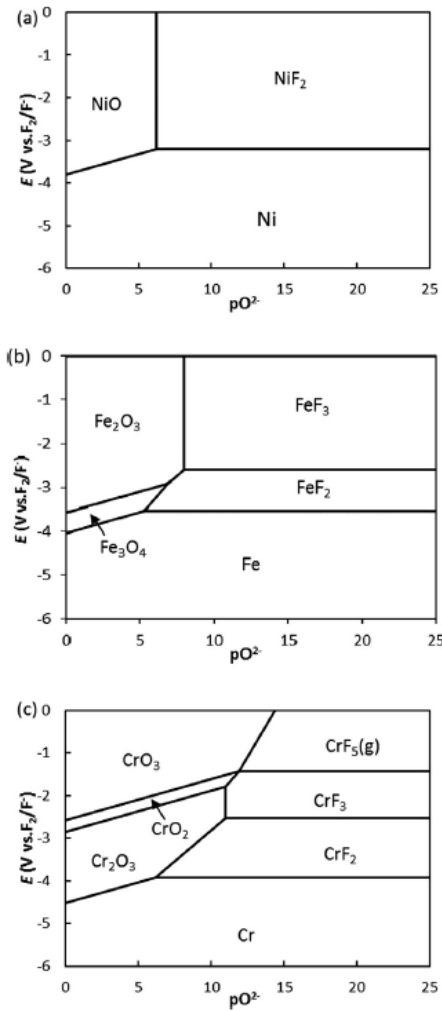 (a)
0
-1
-2
-3
-4
-5
-6
E (V vs.F₂/F⁻)
NiO
NiF₂
Ni
0 5 10 15 20 25
pO²⁻
(b)
0
-1
-2
-3
-4
-5
-6
E (V vs.F₂/F⁻)
Fe₂O₃
FeF₃
FeF₂
Fe₃O₄
Fe
0 5 10 15 20 25
pO²⁻
(c)
0
-1
-2
-3
-4
-5
-6
E (V vs.F₂/F⁻)
CrO₃
CrF₅(g)
CrF₃
CrO₂
Cr₂O₃
CrF₂
Cr
0 5 10 15 20 25
pO²⁻